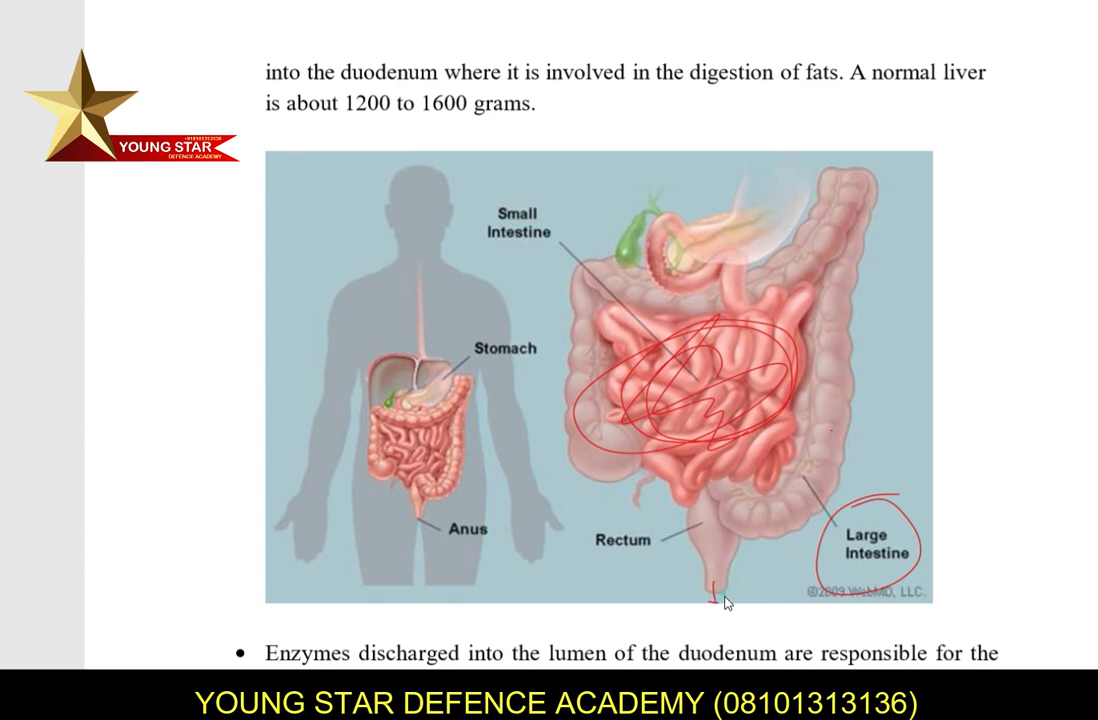 into the duodenum where it is involved in the digestion of fats. A normal liver
is about 1200 to 1600 grams.
+918101313136
YOUNG STAR
DEFENCE ACADEMY
Small
Intestine
Stomach
Anus
Rectum
Large
Intestine
©2009 WebMD, LLC.
• Enzymes discharged into the lumen of the duodenum are responsible for the
YOUNG STAR DEFENCE ACADEMY (08101313136)